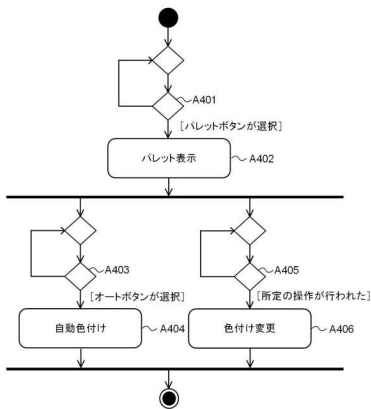 A401
[パレットボタンが選択]
パレット表示
A402
A403
A405
[オートボタンが選択]
[所定の操作が行われた]
自動色付け
A404
色付け変更
A406